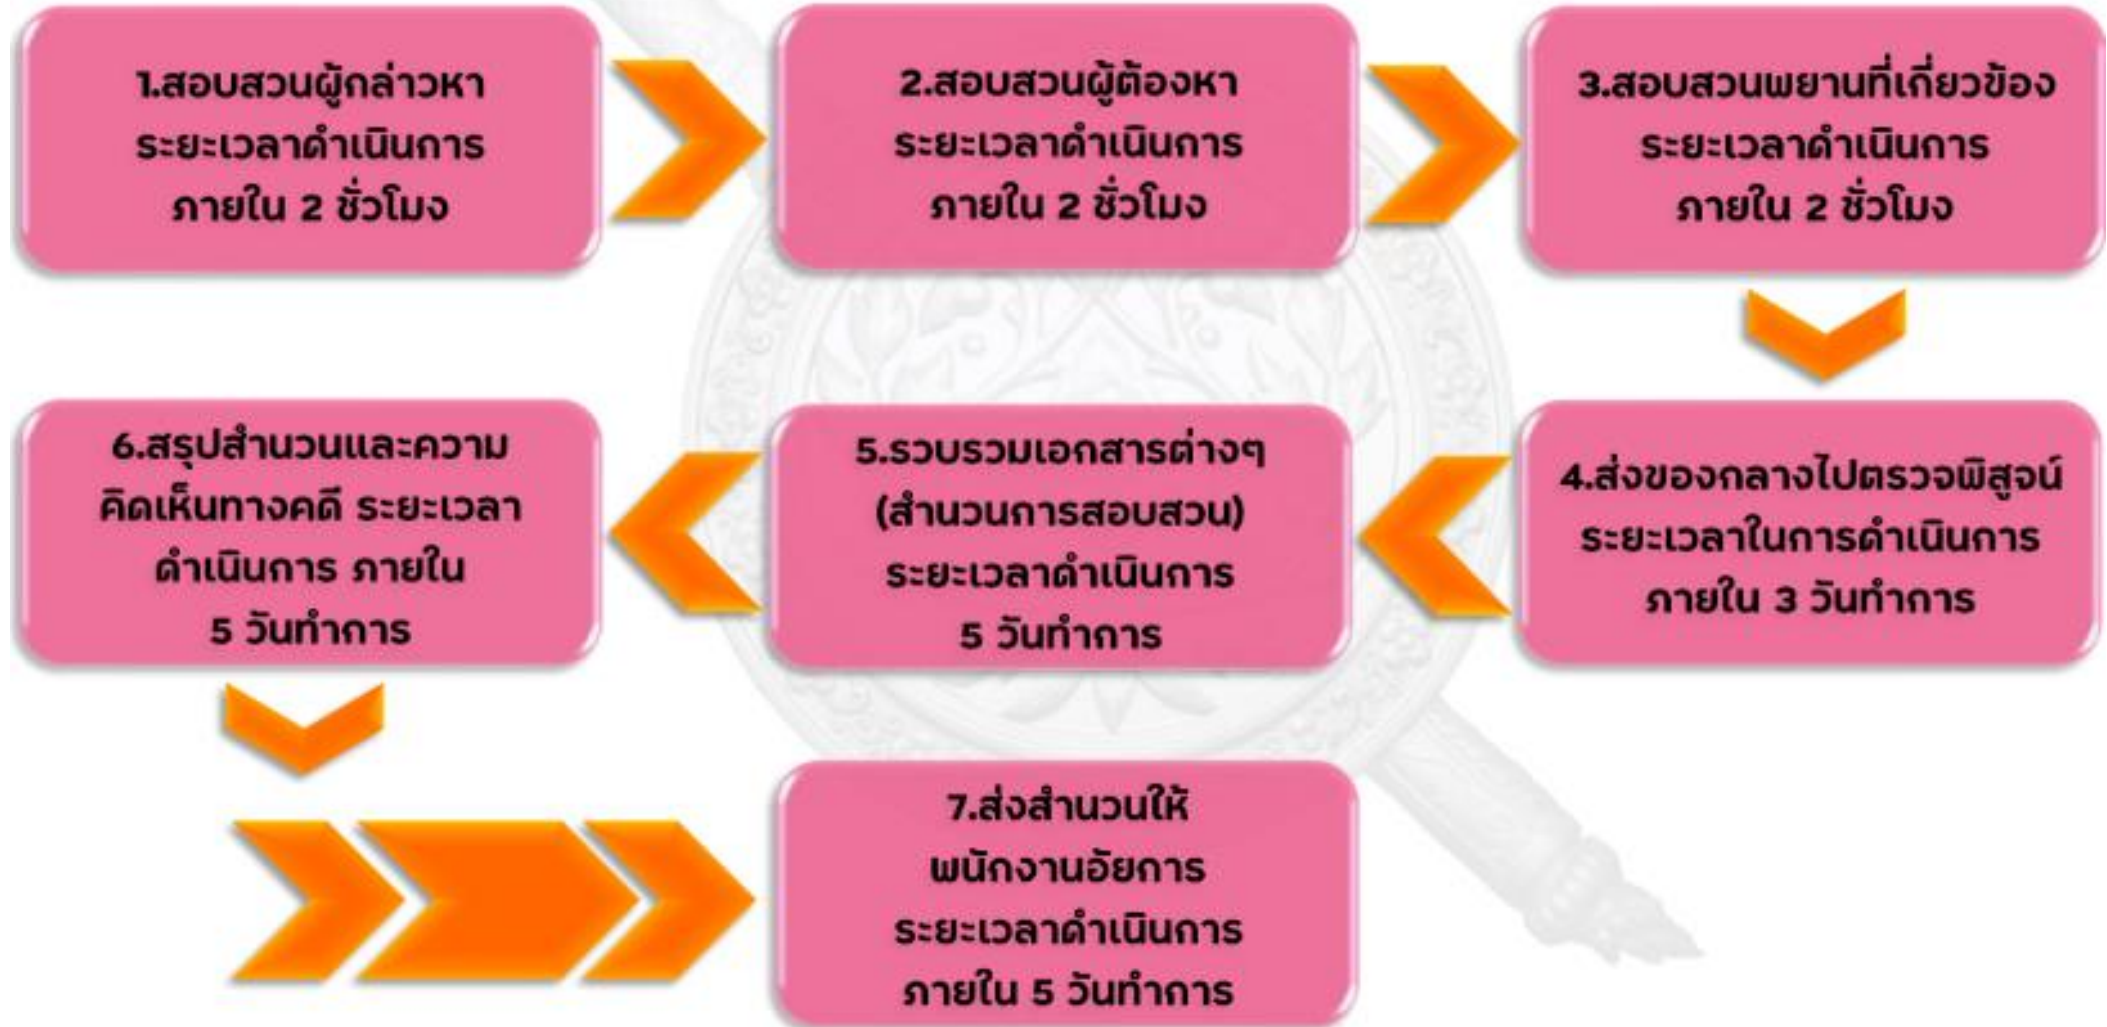 1.สอบสวนผู้กล่าวหา
ระยะเวลาดำเนินการ
ภายใน 2 ชั่วโมง
2.สอบสวนผู้ต้องหา
ระยะเวลาดำเนินการ
ภายใน 2 ชั่วโมง
3.สอบสวนพยานที่เกี่ยวข้อง
ระยะเวลาดำเนินการ
ภายใน 2 ชั่วโมง
4.ส่งของกลางไปตรวจพิสูจน์
ระยะเวลาในการดำเนินการ
ภายใน 3 วันทำการ
5.รวบรวมเอกสารต่างๆ
(สำนวนการสอบสวน)
ระยะเวลาดำเนินการ
5 วันทำการ
6.สรุปสำนวนและความ
คิดเห็นทางคดี ระยะเวลา
ดำเนินการ ภายใน
5 วันทำการ
7.ส่งสำนวนให้
พนักงานอัยการ
ระยะเวลาดำเนินการ
ภายใน 5 วันทำการ